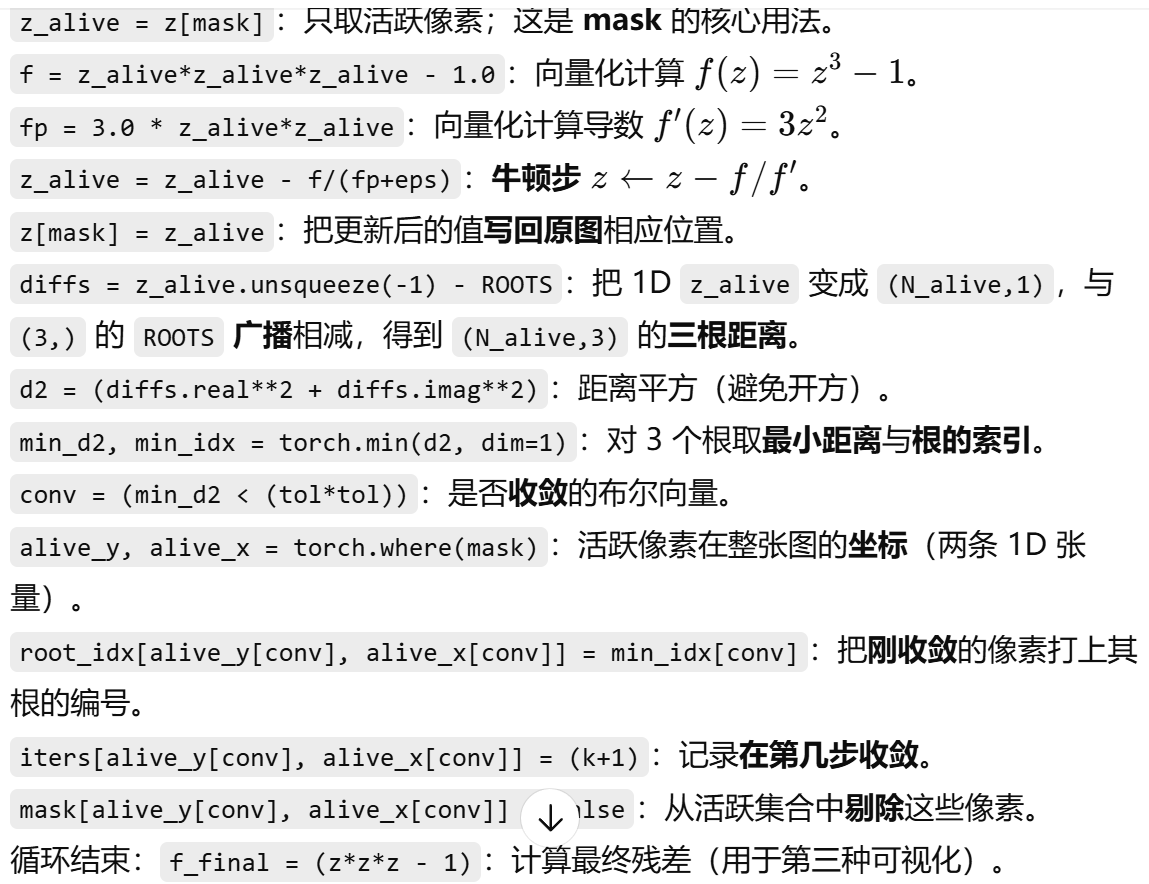 z_alive = z[mask]：只取活跃像素；这是 mask 的核心用法。
f = z_alive*z_alive*z_alive - 1.0：向量化计算 f(z) = z³ − 1。
fp = 3.0 * z_alive*z_alive：向量化计算导数 f′(z) = 3z²。
z_alive = z_alive - f/(fp+eps)：牛顿步 z ← z − f/f′。
z[mask] = z_alive：把更新后的值写回原图相应位置。
diffs = z_alive.unsqueeze(-1) - ROOTS：把 1D z_alive 变成 (N_alive,1)，与
(3,) 的 ROOTS 广播相减，得到 (N_alive,3) 的三根距离。
d2 = (diffs.real**2 + diffs.imag**2)：距离平方（避免开方）。
min_d2, min_idx = torch.min(d2, dim=1)：对 3 个根取最小距离与根的索引。
conv = (min_d2 < (tol*tol))：是否收敛的布尔向量。
alive_y, alive_x = torch.where(mask)：活跃像素在整张图的坐标（两条 1D 张
量）。
root_idx[alive_y[conv], alive_x[conv]] = min_idx[conv]：把刚收敛的像素打上其
根的编号。
iters[alive_y[conv], alive_x[conv]] = (k+1)：记录在第几步收敛。
mask[alive_y[conv], alive_x[conv]] lse：从活跃集合中剔除这些像素。
循环结束：f_final = (z*z*z - 1)：计算最终残差（用于第三种可视化）。